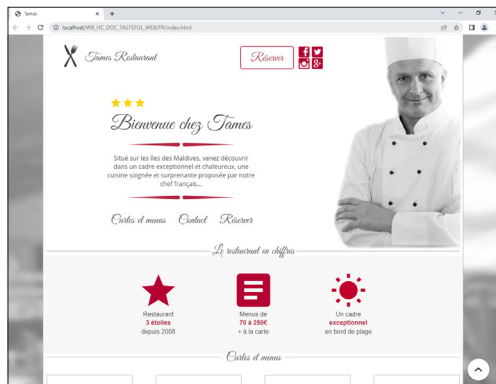 Tames
localhost/W9_HC_DOC_TASTEFUL_WEB/FR/index.html
Tames Restaurant
Réserver
Bienvenue chez Tames
Situé sur les îles des Maldives, venez découvrir
dans un cadre exceptionnel et chaleureux, une
cuisine soignée et surprenante proposée par notre
chef français...
Cartes et menus Contact Réserver
Le restaurant en chiffres
Restaurant
3 étoiles
depuis 2008
Menus de
70 à 250€
+ à la carte
Un cadre
exceptionnel
en bord de plage
Cartes et menus